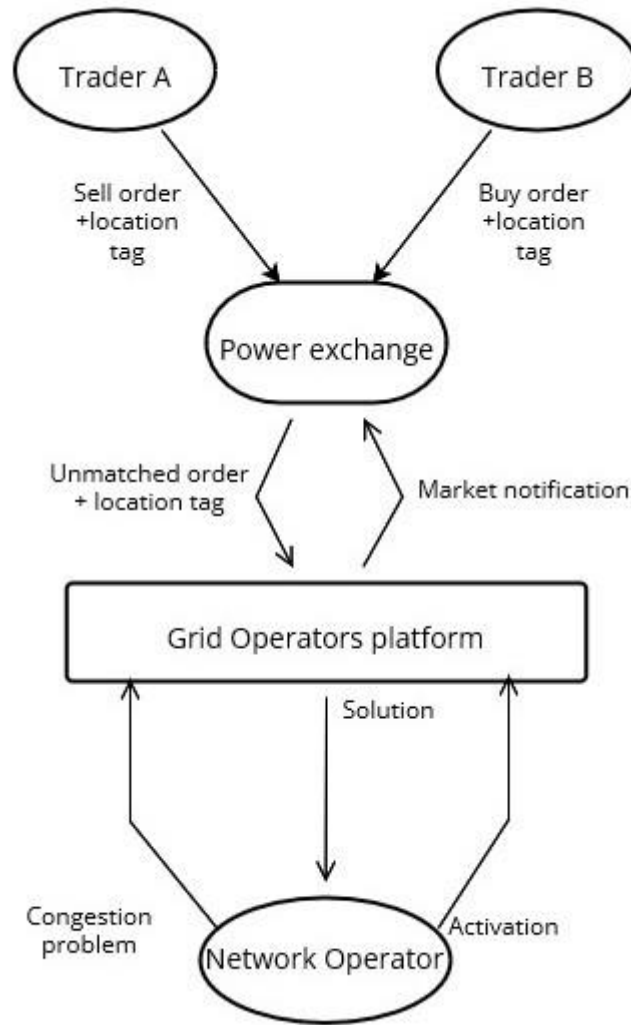 Trader A
Trader B
Sell order
+location
tag
Buy order
+location
tag
Power exchange
Unmatched order
+ location tag
Market notification
Grid Operators platform
Solution
Congestion
problem
Activation
Network Operator